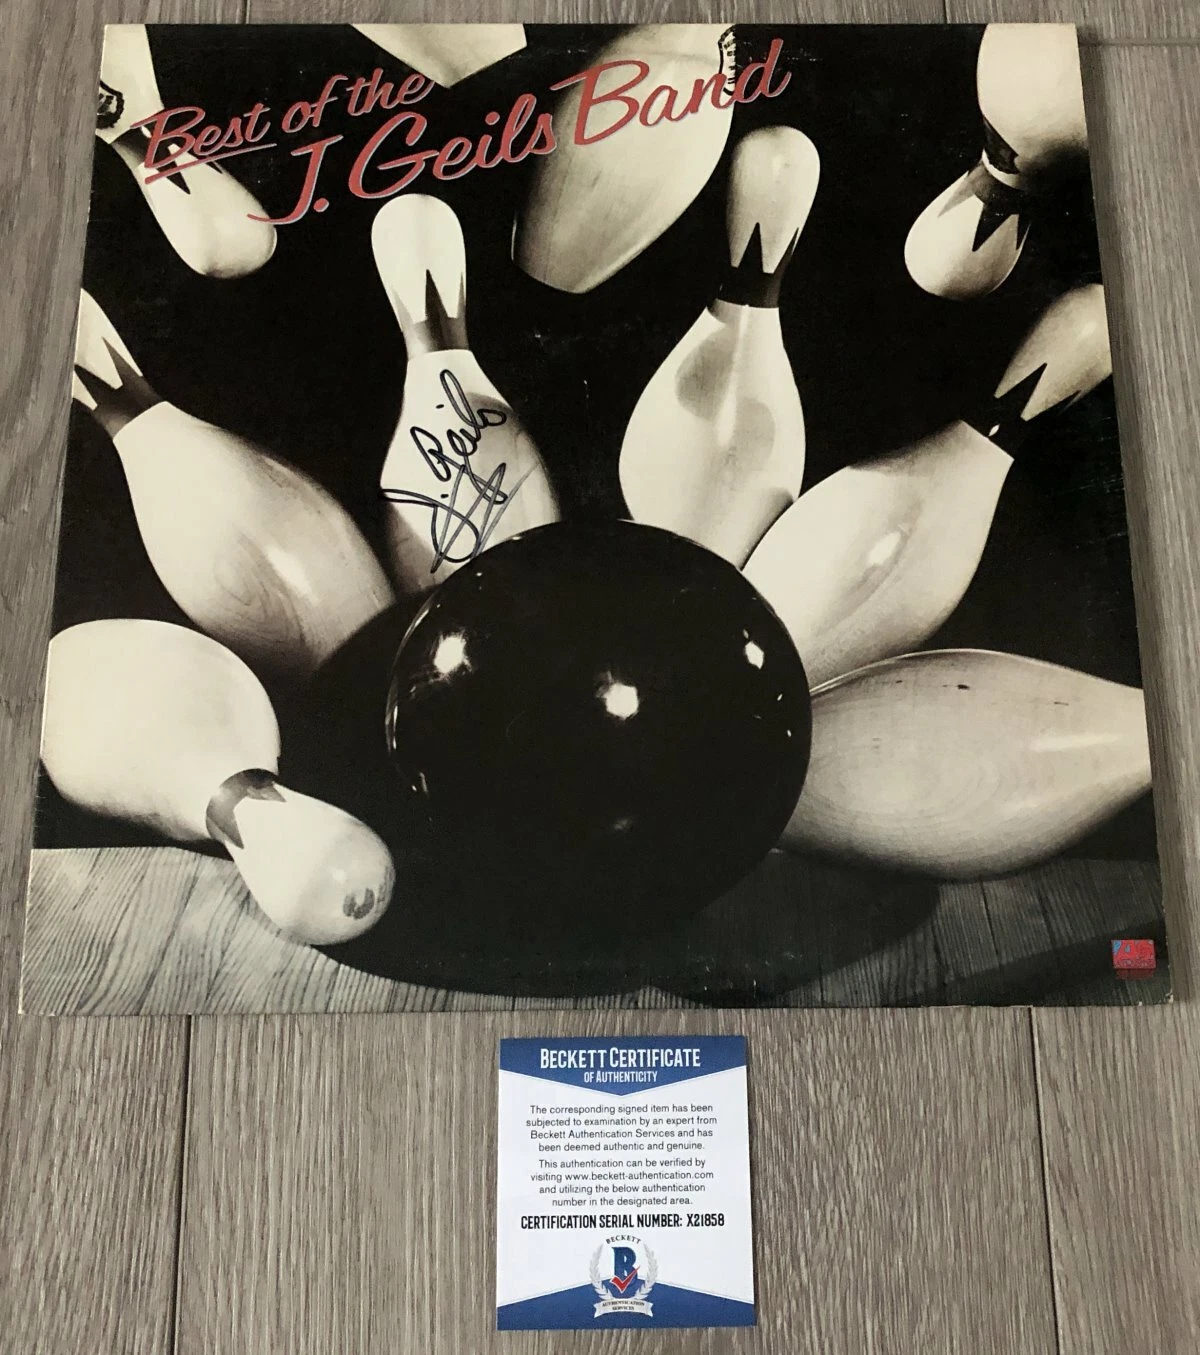 Best of the
J. Geils Band
J. Geils
BECKETT CERTIFICATE
OF AUTHENTICITY
The corresponding signed item has been
subjected to examination by an expert from
Beckett Authentication Services and has
been deemed authentic and genuine.
This authentication can be verified by
visiting www.beckett-authentication.com
and utilizing the below authentication
number in the designated area.
CERTIFICATION SERIAL NUMBER: X21858
BECKETT
B
AUTHENTICATION
SERVICES